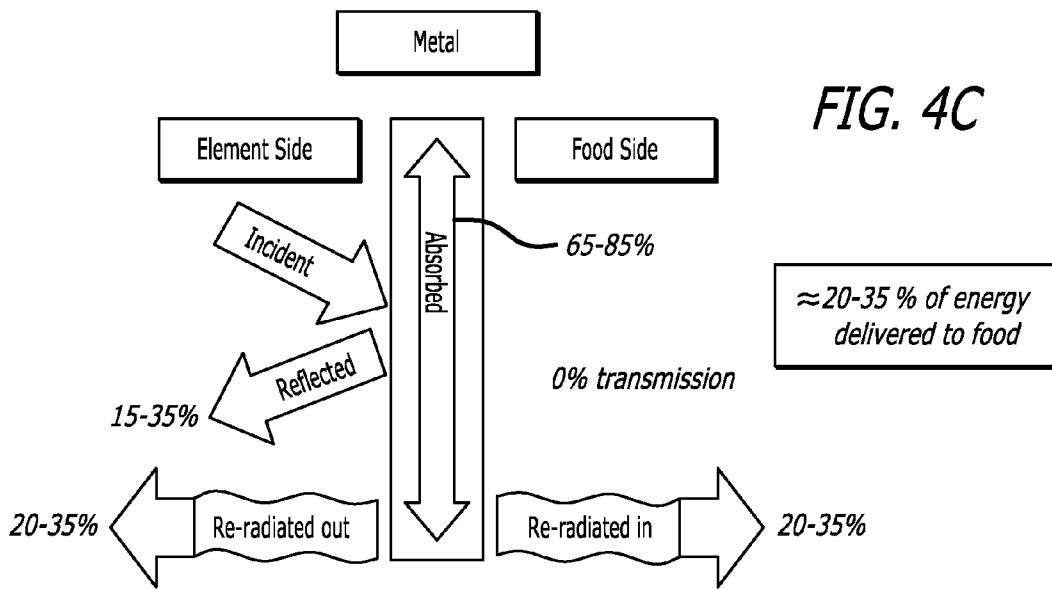 Metal
FIG. 4C
Element Side
Food Side
Incident
Absorbed
65-85%
≈20-35 % of energy
delivered to food
Reflected
0% transmission
15-35%
20-35%
Re-radiated out
Re-radiated in
20-35%